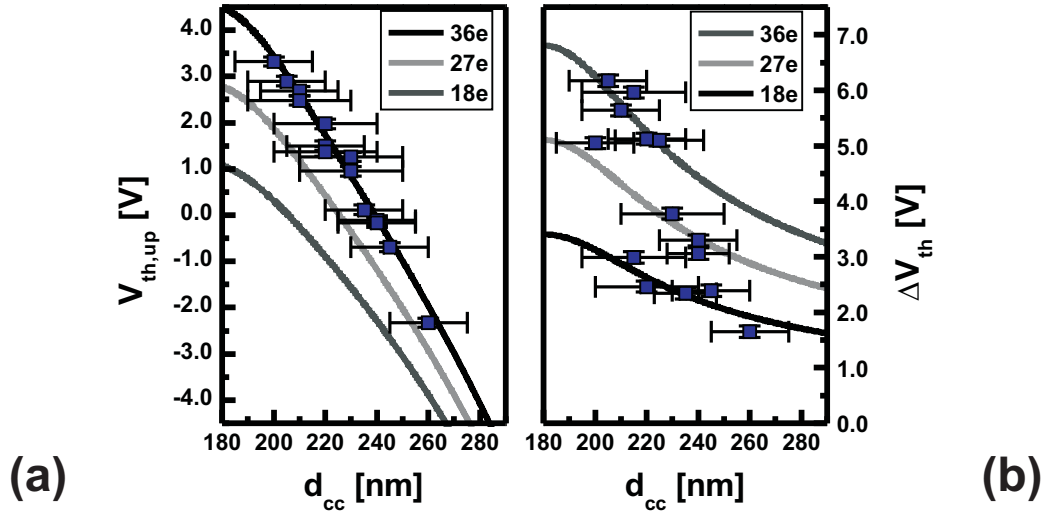 4.0
3.0
2.0
1.0
0.0
-1.0
-2.0
-3.0
-4.0
V_th,up [V]
36e
27e
18e
180 200 220 240 260 280
d_cc [nm]
(a)
36e
27e
18e
7.0
6.0
5.0
4.0
3.0
2.0
1.0
0.0
ΔV_th [V]
180 200 220 240 260 280
d_cc [nm]
(b)